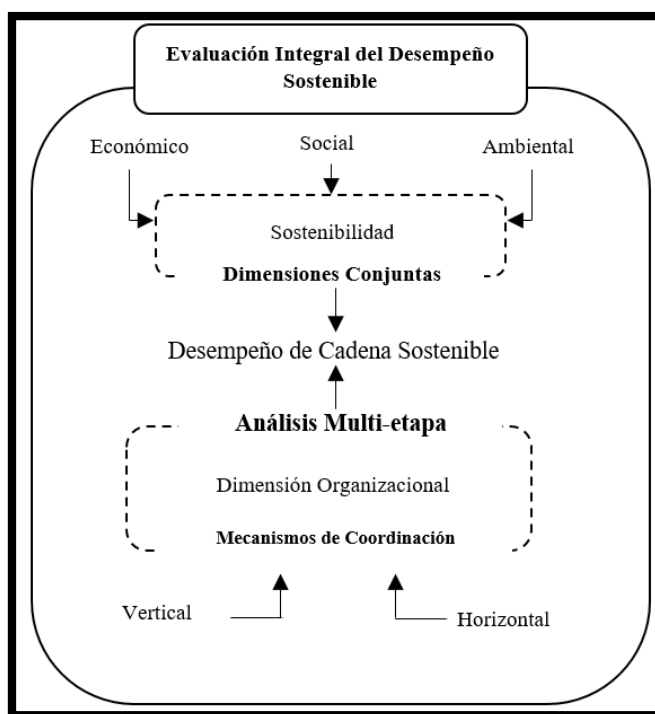 Evaluación Integral del Desempeño
Sostenible
Económico
Social
Ambiental
Sostenibilidad
Dimensiones Conjuntas
Desempeño de Cadena Sostenible
Análisis Multi-etapa
Dimensión Organizacional
Mecanismos de Coordinación
Vertical
Horizontal